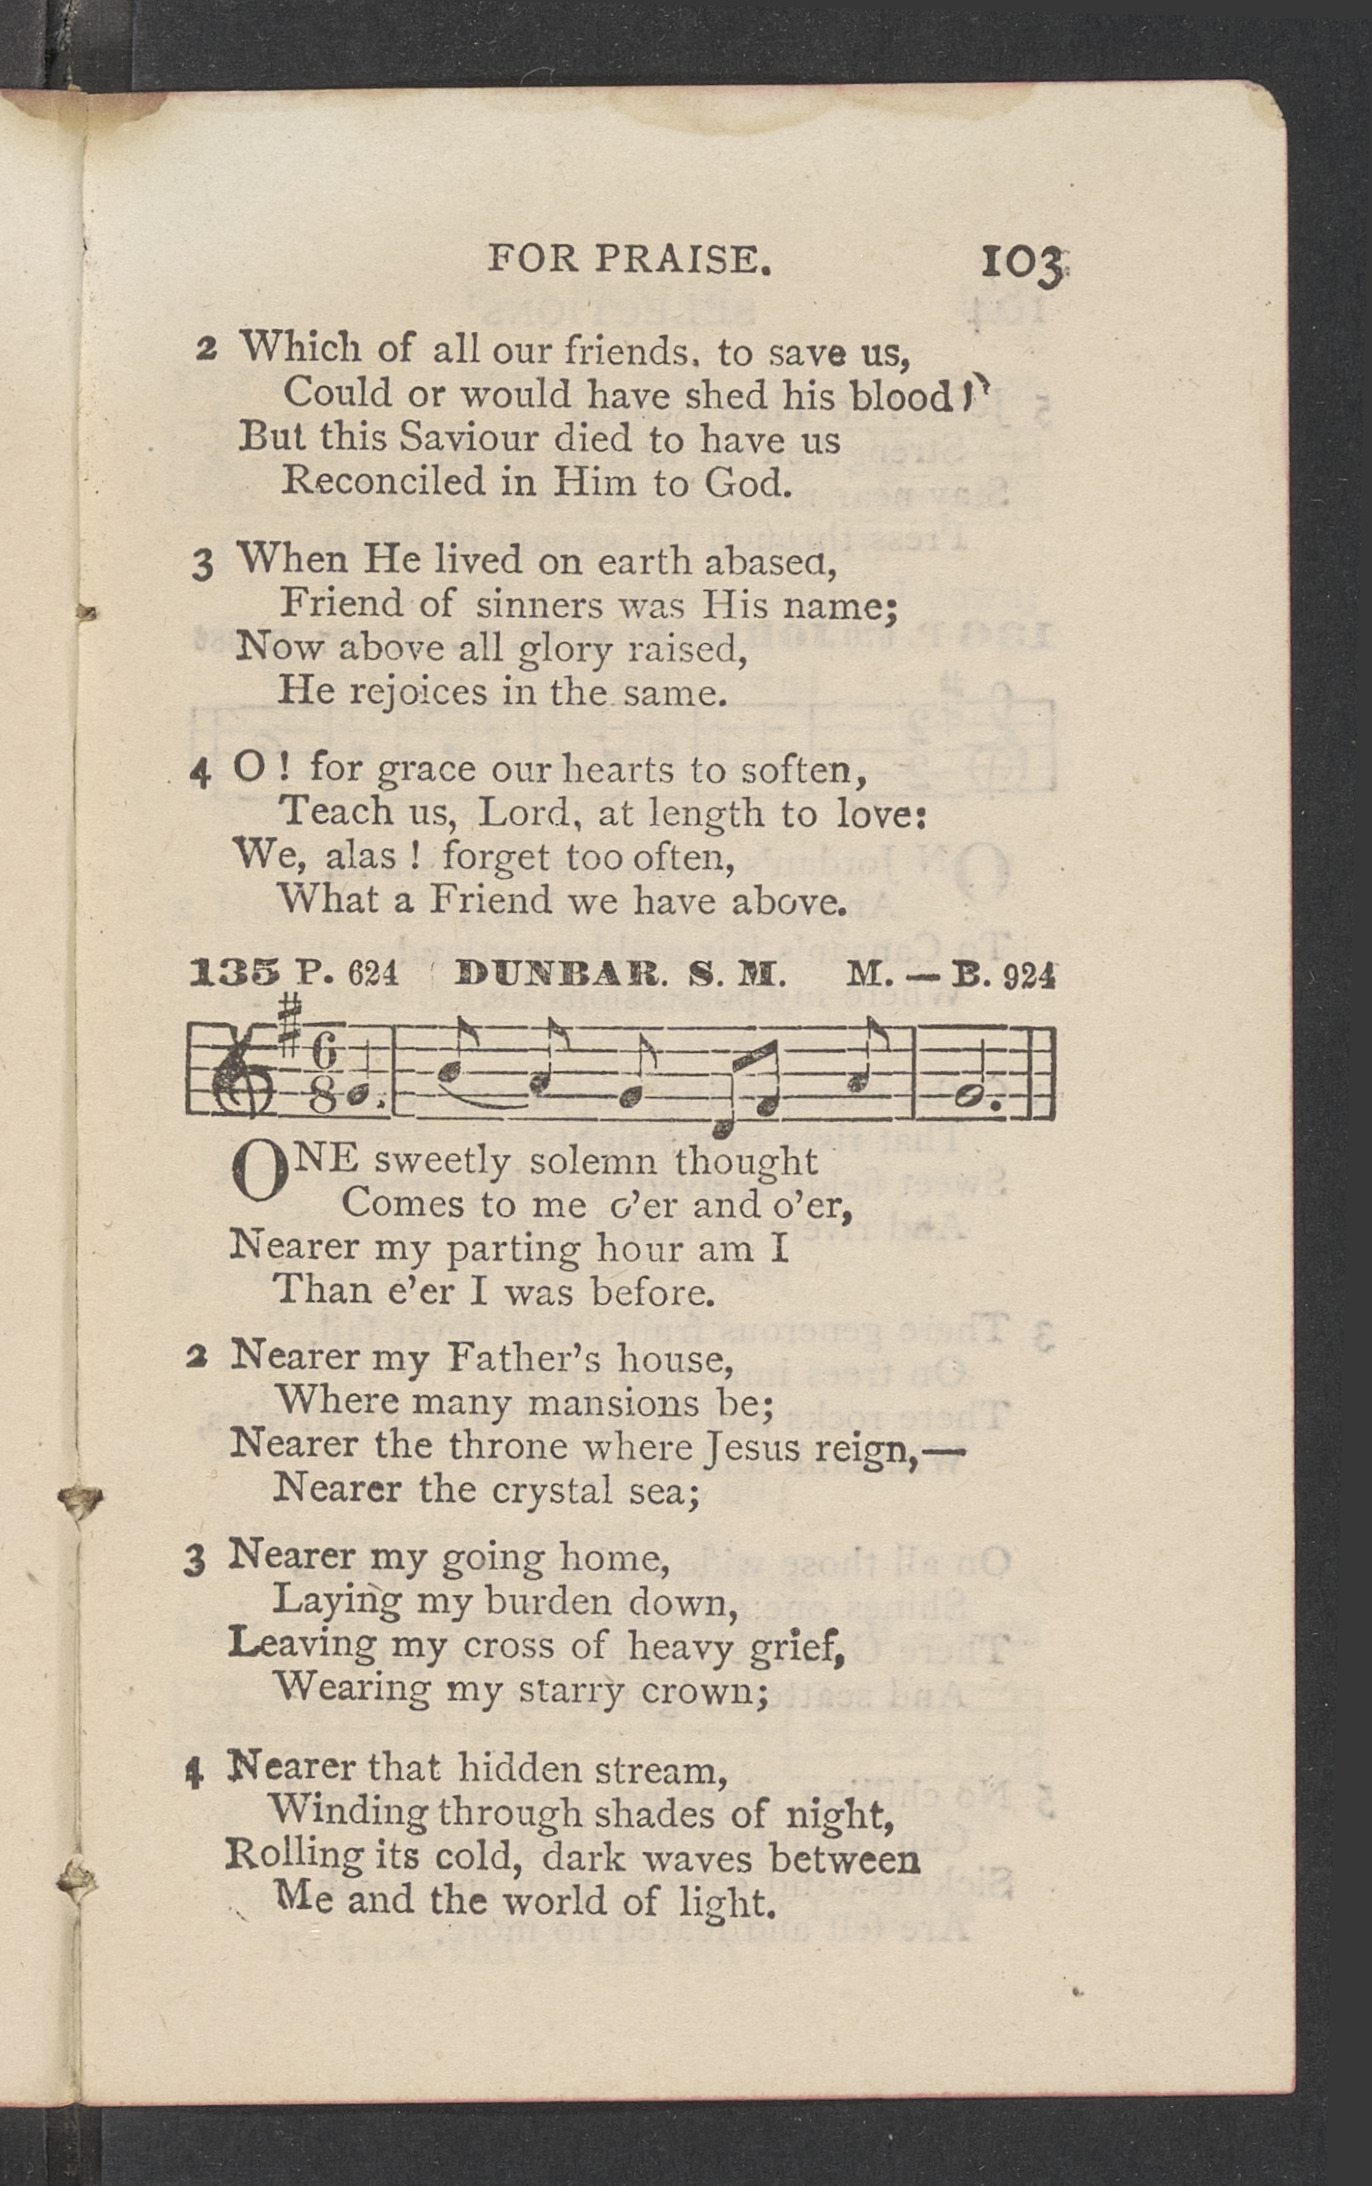 FOR PRAISE. 103
2 Which of all our friends, to save us,
Could or would have shed his blood?
But this Saviour died to have us
Reconciled in Him to God.
3 When He lived on earth abased,
Friend of sinners was His name;
Now above all glory raised,
He rejoices in the same.
4 O! for grace our hearts to soften,
Teach us, Lord, at length to love:
We, alas! forget too often,
What a Friend we have above.
135 P. 624 DUNBAR. S. M. M.—B. 924
6
8
ONE sweetly solemn thought
Comes to me o'er and o'er,
Nearer my parting hour am I
Than e'er I was before.
2 Nearer my Father's house,
Where many mansions be;
Nearer the throne where Jesus reign,—
Nearer the crystal sea;
3 Nearer my going home,
Laying my burden down,
Leaving my cross of heavy grief,
Wearing my starry crown;
4 Nearer that hidden stream,
Winding through shades of night,
Rolling its cold, dark waves between
Me and the world of light.